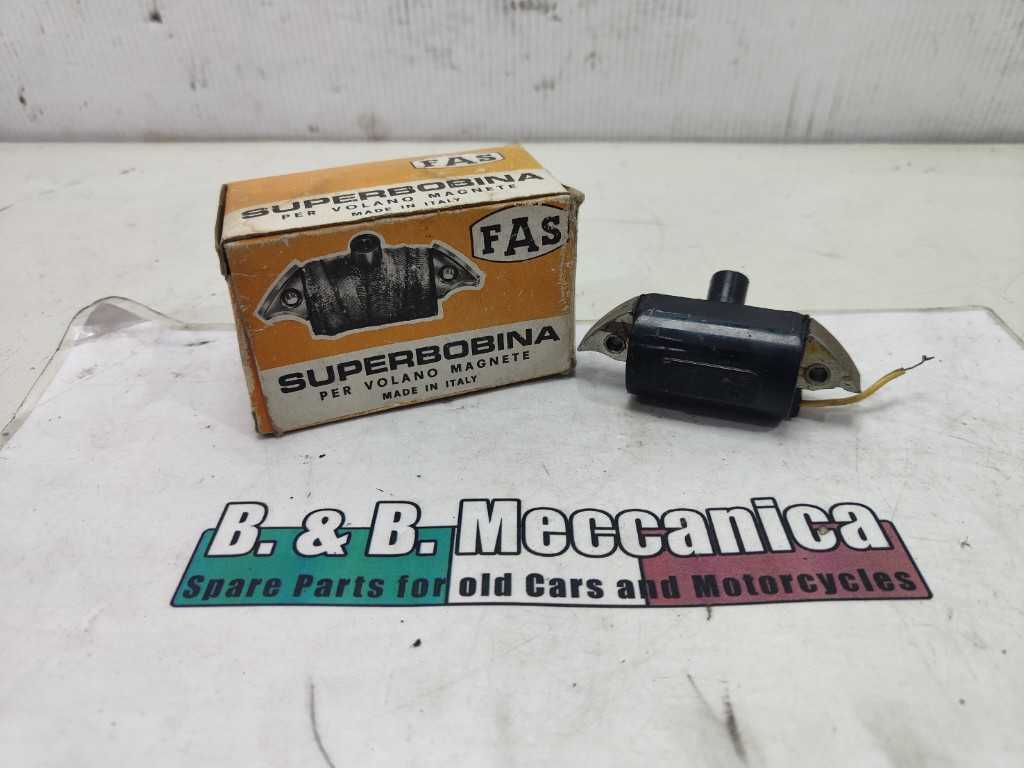 FAS
SUPERBOBINA
PER VOLANO MAGNETE
MADE IN ITALY
FAS
SUPERBOBINA
PER VOLANO MAGNETE
MADE IN ITALY
B. & B. Meccanica
Spare Parts for old Cars and Motorcycles